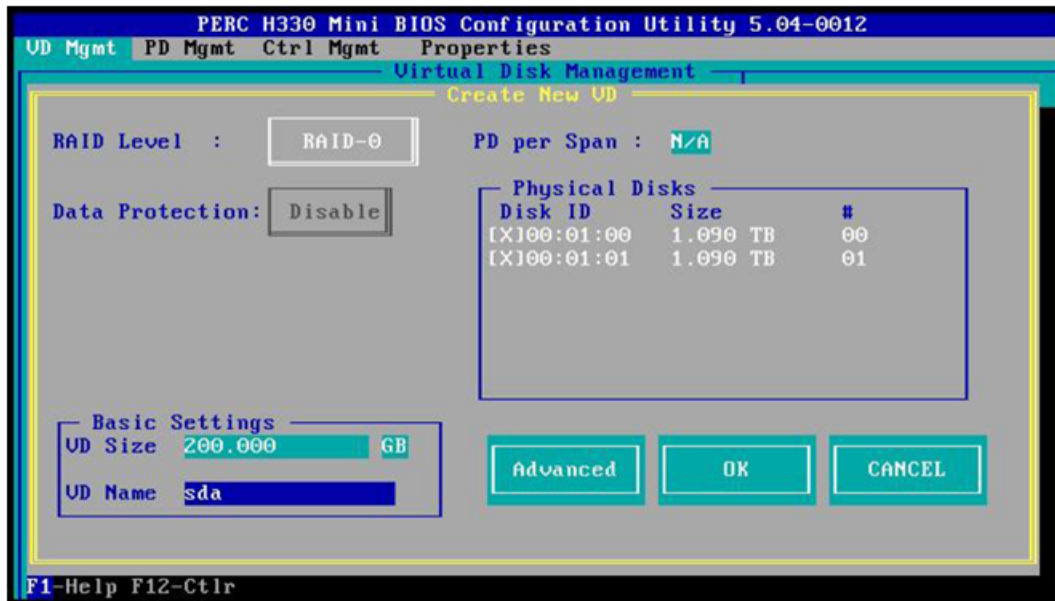 PERC H330 Mini BIOS Configuration Utility 5.04-0012
VD Mgmt PD Mgmt Ctrl Mgmt Properties
Virtual Disk Management
Create New VD
RAID Level : RAID-0 PD per Span : N/A
Physical Disks
Data Protection: Disable Disk ID Size #
[X]00:01:00 1.090 TB 00
[X]00:01:01 1.090 TB 01
Basic Settings
VD Size 200.000 GB
Advanced OK CANCEL
VD Name sda
F1-Help F12-Ctlr